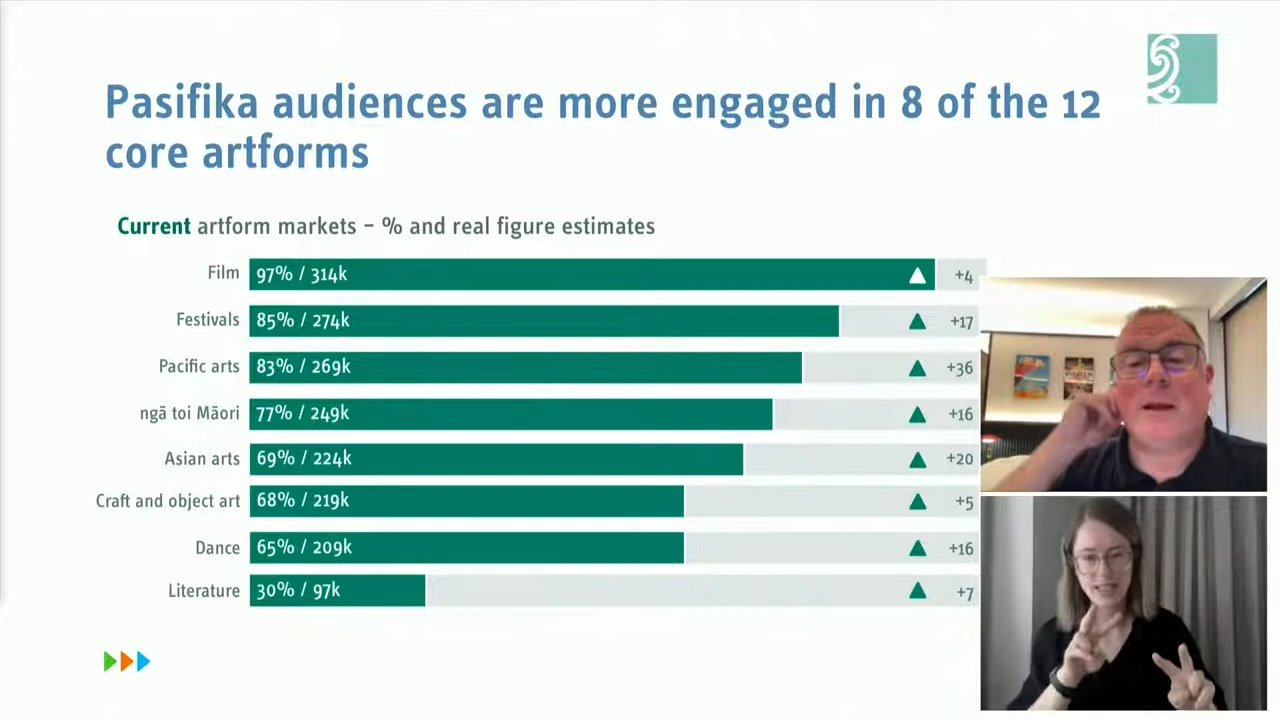 Pasifika audiences are more engaged in 8 of the 12
core artforms
Current artform markets – % and real figure estimates
Film 97% / 314k +4
Festivals 85% / 274k +17
Pacific arts 83% / 269k +36
ngā toi Māori 77% / 249k +16
Asian arts 69% / 224k +20
Craft and object art 68% / 219k +5
Dance 65% / 209k +16
Literature 30% / 97k +7